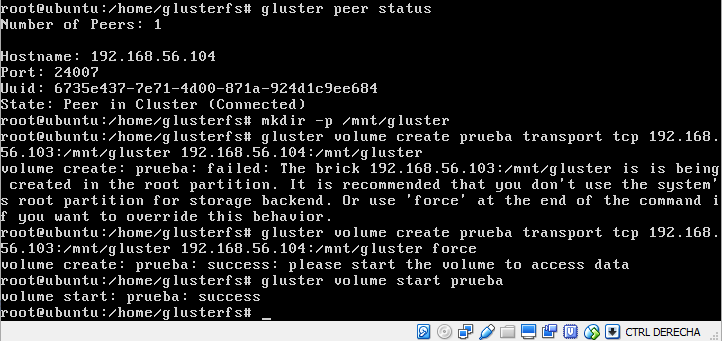 root@ubuntu:/home/glusterfs# gluster peer status
Number of Peers: 1
Hostname: 192.168.56.104
Port: 24007
Uuid: 6735e437-7e71-4d00-871a-924d1c9ee684
State: Peer in Cluster (Connected)
root@ubuntu:/home/glusterfs# mkdir -p /mnt/gluster
root@ubuntu:/home/glusterfs# gluster volume create prueba transport tcp 192.168.
56.103:/mnt/gluster 192.168.56.104:/mnt/gluster
volume create: prueba: failed: The brick 192.168.56.103:/mnt/gluster is is being
 created in the root partition. It is recommended that you don't use the system'
s root partition for storage backend. Or use 'force' at the end of the command i
f you want to override this behavior.
root@ubuntu:/home/glusterfs# gluster volume create prueba transport tcp 192.168.
56.103:/mnt/gluster 192.168.56.104:/mnt/gluster force
volume create: prueba: success: please start the volume to access data
root@ubuntu:/home/glusterfs# gluster volume start prueba
volume start: prueba: success
root@ubuntu:/home/glusterfs# _
CTRL DERECHA